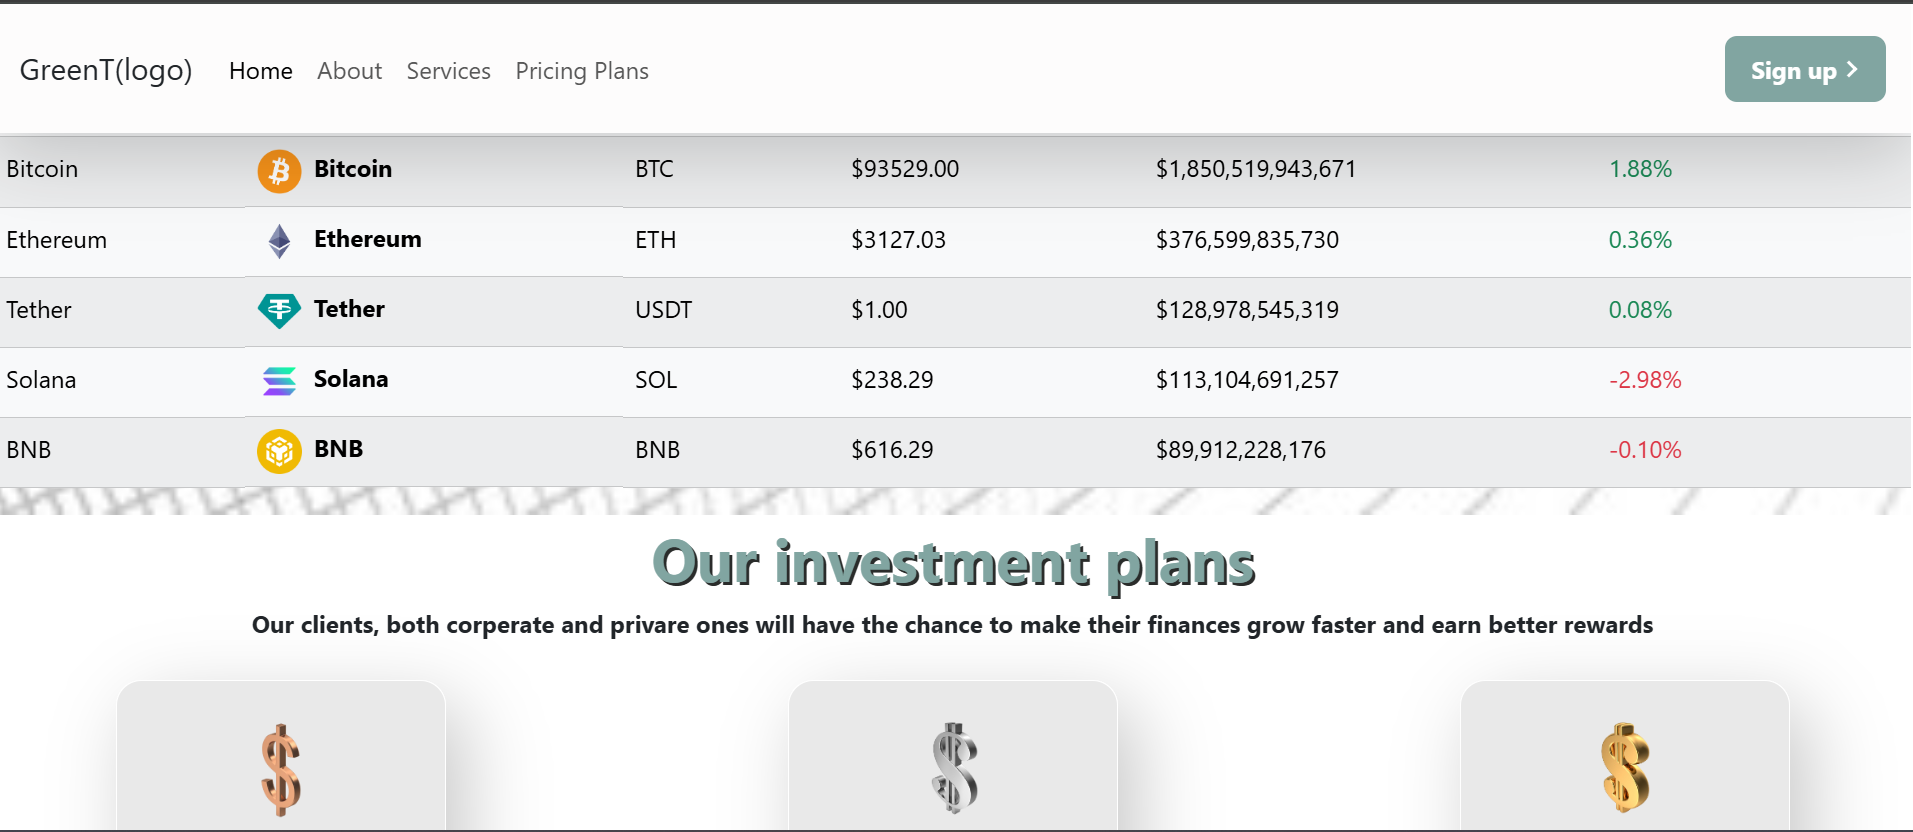 GreenT(logo) Home About Services Pricing Plans Sign up
Bitcoin Bitcoin BTC $93529.00 $1,850,519,943,671 1.88%
Ethereum Ethereum ETH $3127.03 $376,599,835,730 0.36%
Tether Tether USDT $1.00 $128,978,545,319 0.08%
Solana Solana SOL $238.29 $113,104,691,257 -2.98%
BNB BNB BNB $616.29 $89,912,228,176 -0.10%
Our investment plans
Our clients, both corperate and privare ones will have the chance to make their finances grow faster and earn better rewards